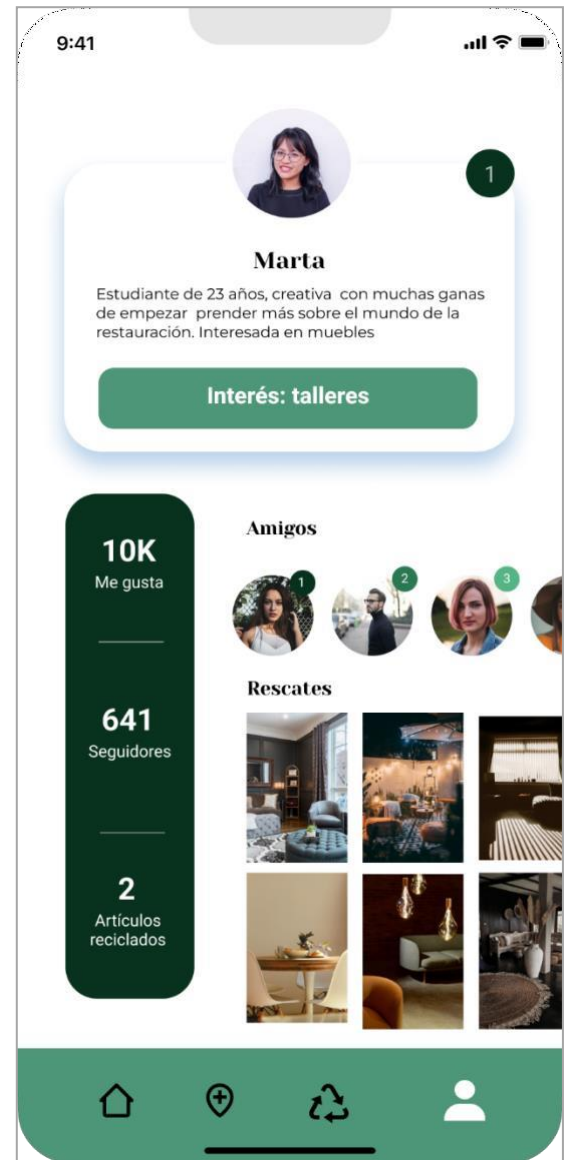 9:41
1
Marta
Estudiante de 23 años, creativa  con muchas ganas
de empezar  prender más sobre el mundo de la
restauración. Interesada en muebles
Interés: talleres
10K
Me gusta
641
Seguidores
2
Artículos
reciclados
Amigos
1
2
3
Rescates